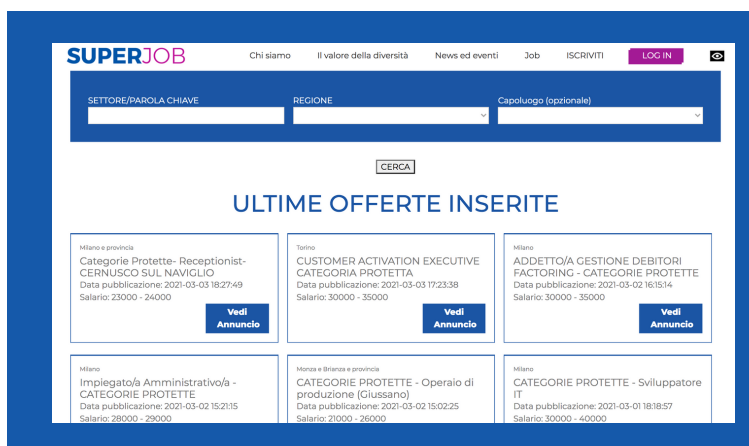 SUPERJOB
Chi siamo
Il valore della diversità
News ed eventi
Job
ISCRIVITI
LOG IN
SETTORE/PAROLA CHIAVE
REGIONE
Capoluogo (opzionale)
CERCA
ULTIME OFFERTE INSERITE
Milano e provincia
Categorie Protette- Receptionist-
CERNUSCO SUL NAVIGLIO
Data pubblicazione: 2021-03-03 18:27:49
Salario: 23000 - 24000
Vedi
Annuncio
Torino
CUSTOMER ACTIVATION EXECUTIVE
CATEGORIA PROTETTA
Data pubblicazione: 2021-03-03 17:23:38
Salario: 30000 - 35000
Vedi
Annuncio
Milano
ADDETTO/A GESTIONE DEBITORI
FACTORING - CATEGORIE PROTETTE
Data pubblicazione: 2021-03-02 16:15:14
Salario: 30000 - 35000
Vedi
Annuncio
Milano
Impiegato/a Amministrativo/a -
CATEGORIE PROTETTE
Data pubblicazione: 2021-03-02 15:21:15
Salario: 28000 - 29000
Monza e Brianza e provincia
CATEGORIE PROTETTE - Operaio di
produzione (Giussano)
Data pubblicazione: 2021-03-02 15:02:25
Salario: 21000 - 26000
Milano
CATEGORIE PROTETTE - Sviluppatore
IT
Data pubblicazione: 2021-03-01 18:18:57
Salario: 30000 - 40000